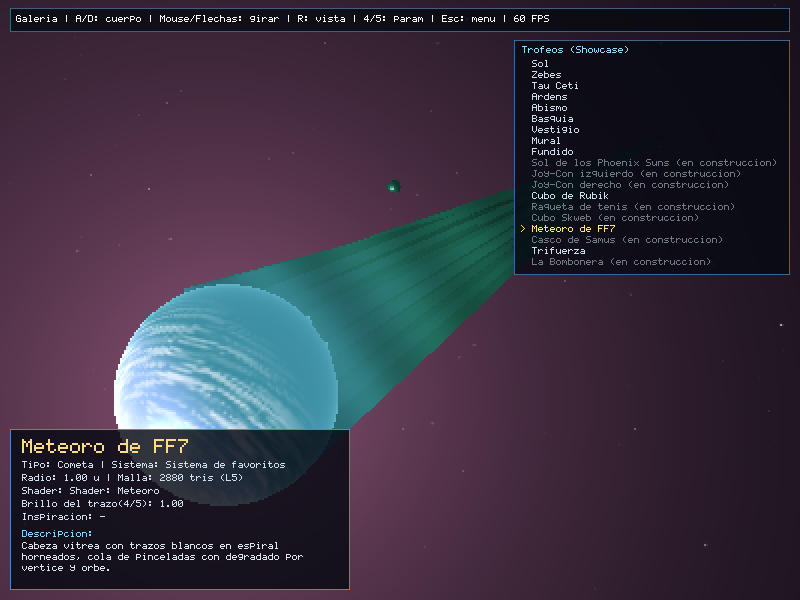 Galeria | A/D: cuerpo | Mouse/Flechas: girar | R: vista | 4/5: Param | Esc: menu | 60 FPS
Trofeos (Showcase)
Sol
Zebes
Tau Ceti
Ardens
Abismo
Basquia
Vestigio
Mural
Fundido
Sol de los Phoenix Suns (en construccion)
Joy-Con izquierdo (en construccion)
Joy-Con derecho (en construccion)
Cubo de Rubik
Raqueta de tenis (en construccion)
Cubo Skweb (en construccion)
> Meteoro de FF7
Casco de Samus (en construccion)
Trifuerza
La Bombonera (en construccion)
Meteoro de FF7
Tipo: Cometa | Sistema: Sistema de favoritos
Radio: 1.00 u | Malla: 2880 tris (L5)
Shader: Shader: Meteoro
Brillo del trazo(4/5): 1.00
Inspiracion: -
Descripcion:
Cabeza vitrea con trazos blancos en espiral
horneados, cola de pinceladas con degradado por
vertice y orbe.